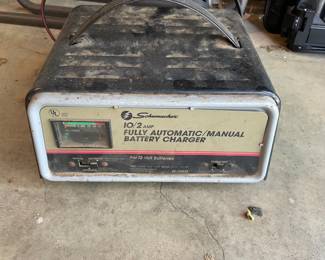 Schumacher
10/2 AMP
FULLY AUTOMATIC/MANUAL
BATTERY CHARGER
For 12 Volt Batteries